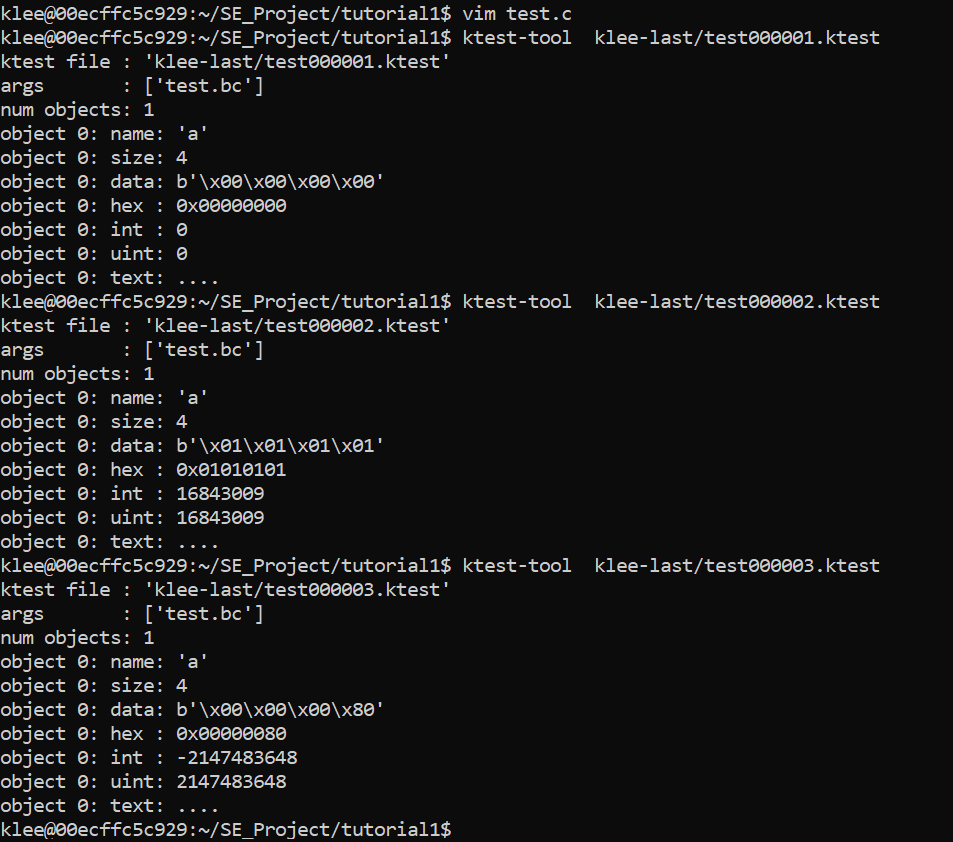 klee@00ecffc5c929:~/SE_Project/tutorial1$ vim test.c
klee@00ecffc5c929:~/SE_Project/tutorial1$ ktest-tool  klee-last/test000001.ktest
ktest file : 'klee-last/test000001.ktest'
args       : ['test.bc']
num objects: 1
object 0: name: 'a'
object 0: size: 4
object 0: data: b'\x00\x00\x00\x00'
object 0: hex : 0x00000000
object 0: int : 0
object 0: uint: 0
object 0: text: ....
klee@00ecffc5c929:~/SE_Project/tutorial1$ ktest-tool  klee-last/test000002.ktest
ktest file : 'klee-last/test000002.ktest'
args       : ['test.bc']
num objects: 1
object 0: name: 'a'
object 0: size: 4
object 0: data: b'\x01\x01\x01\x01'
object 0: hex : 0x01010101
object 0: int : 16843009
object 0: uint: 16843009
object 0: text: ....
klee@00ecffc5c929:~/SE_Project/tutorial1$ ktest-tool  klee-last/test000003.ktest
ktest file : 'klee-last/test000003.ktest'
args       : ['test.bc']
num objects: 1
object 0: name: 'a'
object 0: size: 4
object 0: data: b'\x00\x00\x00\x80'
object 0: hex : 0x00000080
object 0: int : -2147483648
object 0: uint: 2147483648
object 0: text: ....
klee@00ecffc5c929:~/SE_Project/tutorial1$